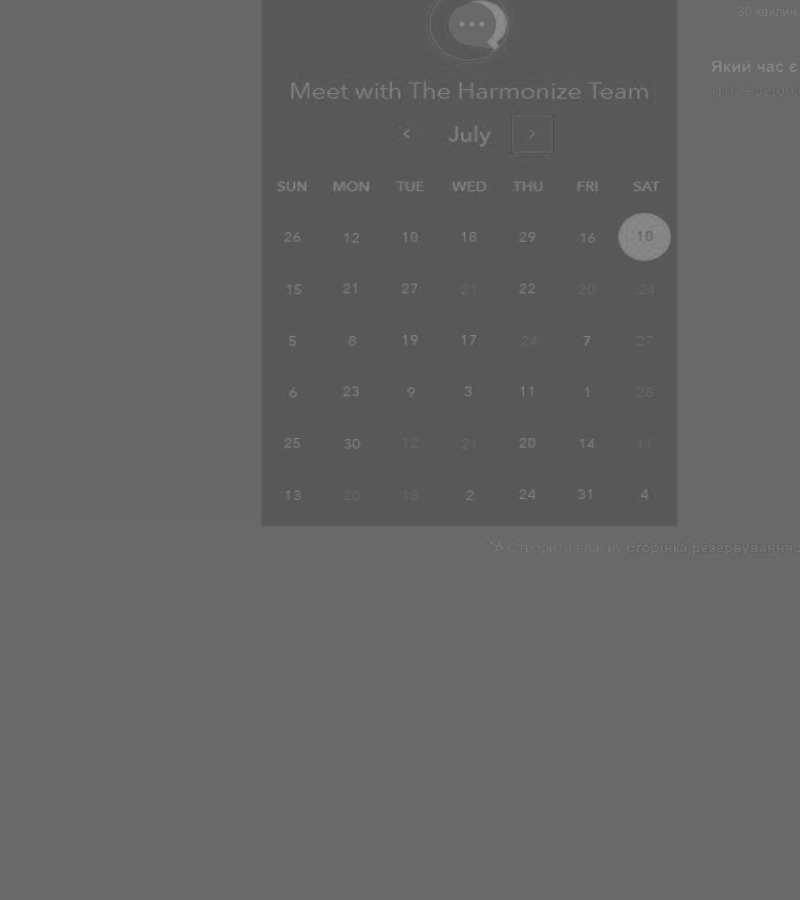 30 хвилин
Який час є
Meet with The Harmonize Team
July
SUN MON TUE WED THU FRI SAT
26 12 10 18 29 16 10
15 21 27 21 22 20 24
5 8 19 17 24 7 27
6 23 9 3 11 1 28
25 30 12 21 20 14 11
13 20 18 2 24 31 4
Створити власну сторінка резервування